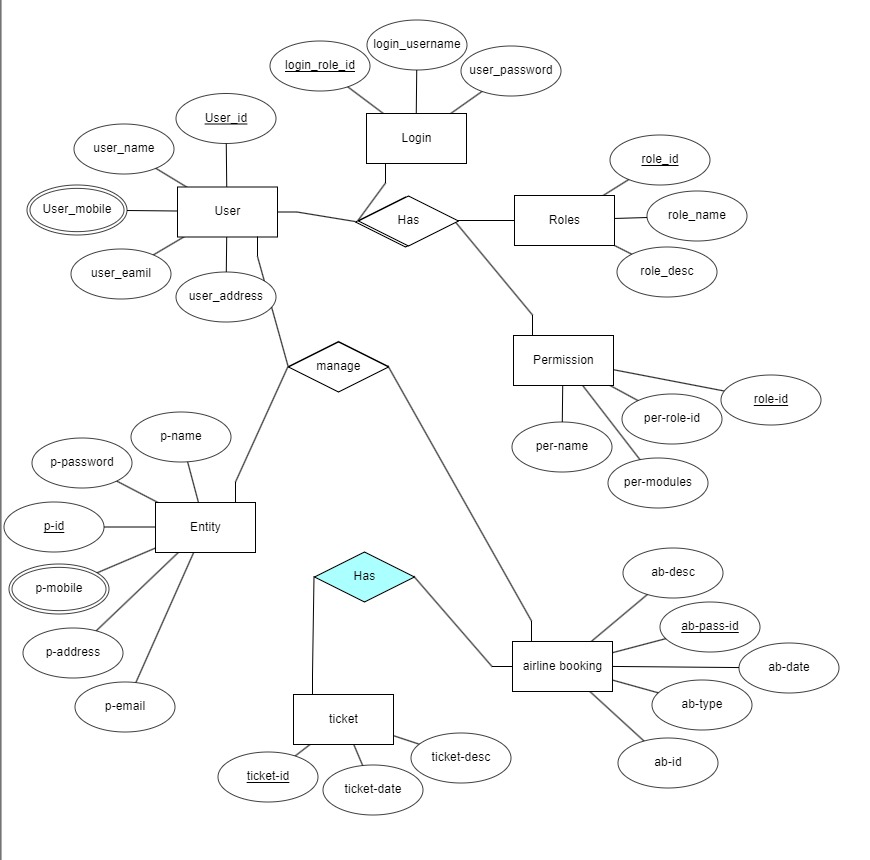 login_username
login_role_id
user_password
User_id
Login
user_name
role_id
User_mobile
User
Has
Roles
role_name
user_eamil
user_address
role_desc
manage
Permission
role-id
per-role-id
p-name
per-name
p-password
per-modules
p-id
Entity
ab-desc
Has
p-mobile
ab-pass-id
p-address
airline booking
ab-date
p-email
ab-type
ticket
ticket-desc
ab-id
ticket-id
ticket-date